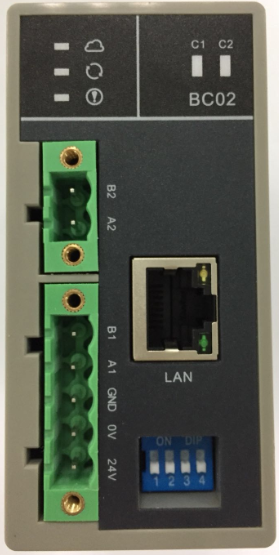 C1 C2
BC02
B2
A2
B1
A1
GND
0V
24V
LAN
ON DIP
1 2 3 4